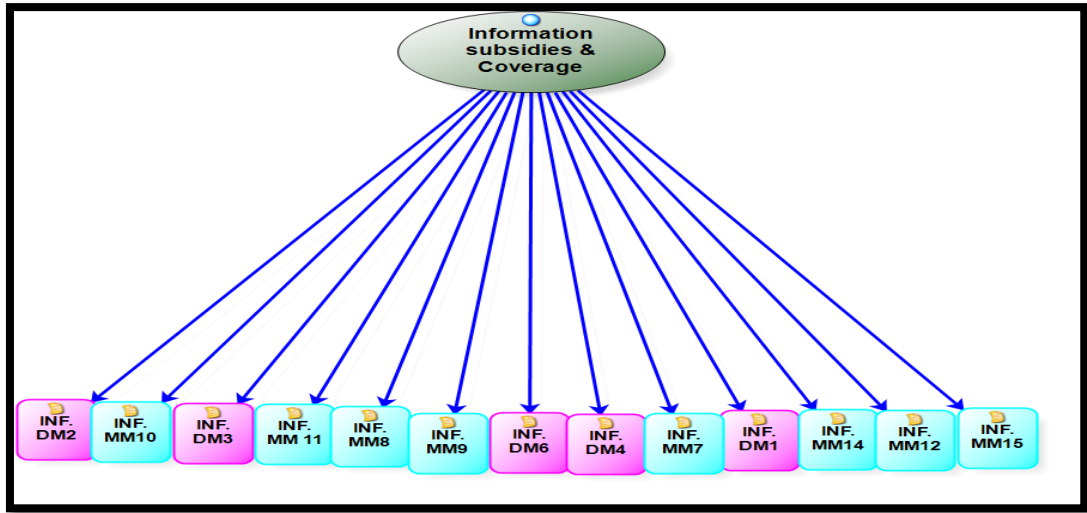 Information
subsidies &
Coverage
INF.
DM2
INF.
MM10
INF.
DM3
INF.
MM 11
INF.
MM8
INF.
MM9
INF.
DM6
INF.
DM4
INF.
MM7
INF.
DM1
INF.
MM14
INF.
MM12
INF.
MM15